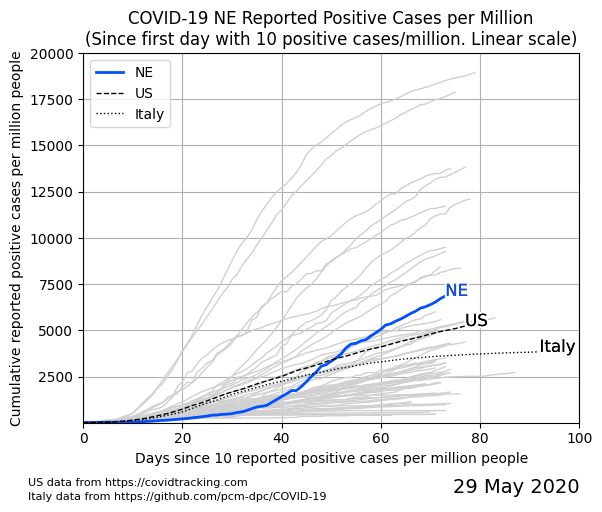 COVID-19 NE Reported Positive Cases per Million
(Since first day with 10 positive cases/million. Linear scale)
Cumulative reported positive cases per million people
20000
17500
15000
12500
10000
7500
5000
2500
NE
US
Italy
NE
US
Italy
0
20
40
60
80
100
Days since 10 reported positive cases per million people
US data from https://covidtracking.com
Italy data from https://github.com/pcm-dpc/COVID-19
29 May 2020